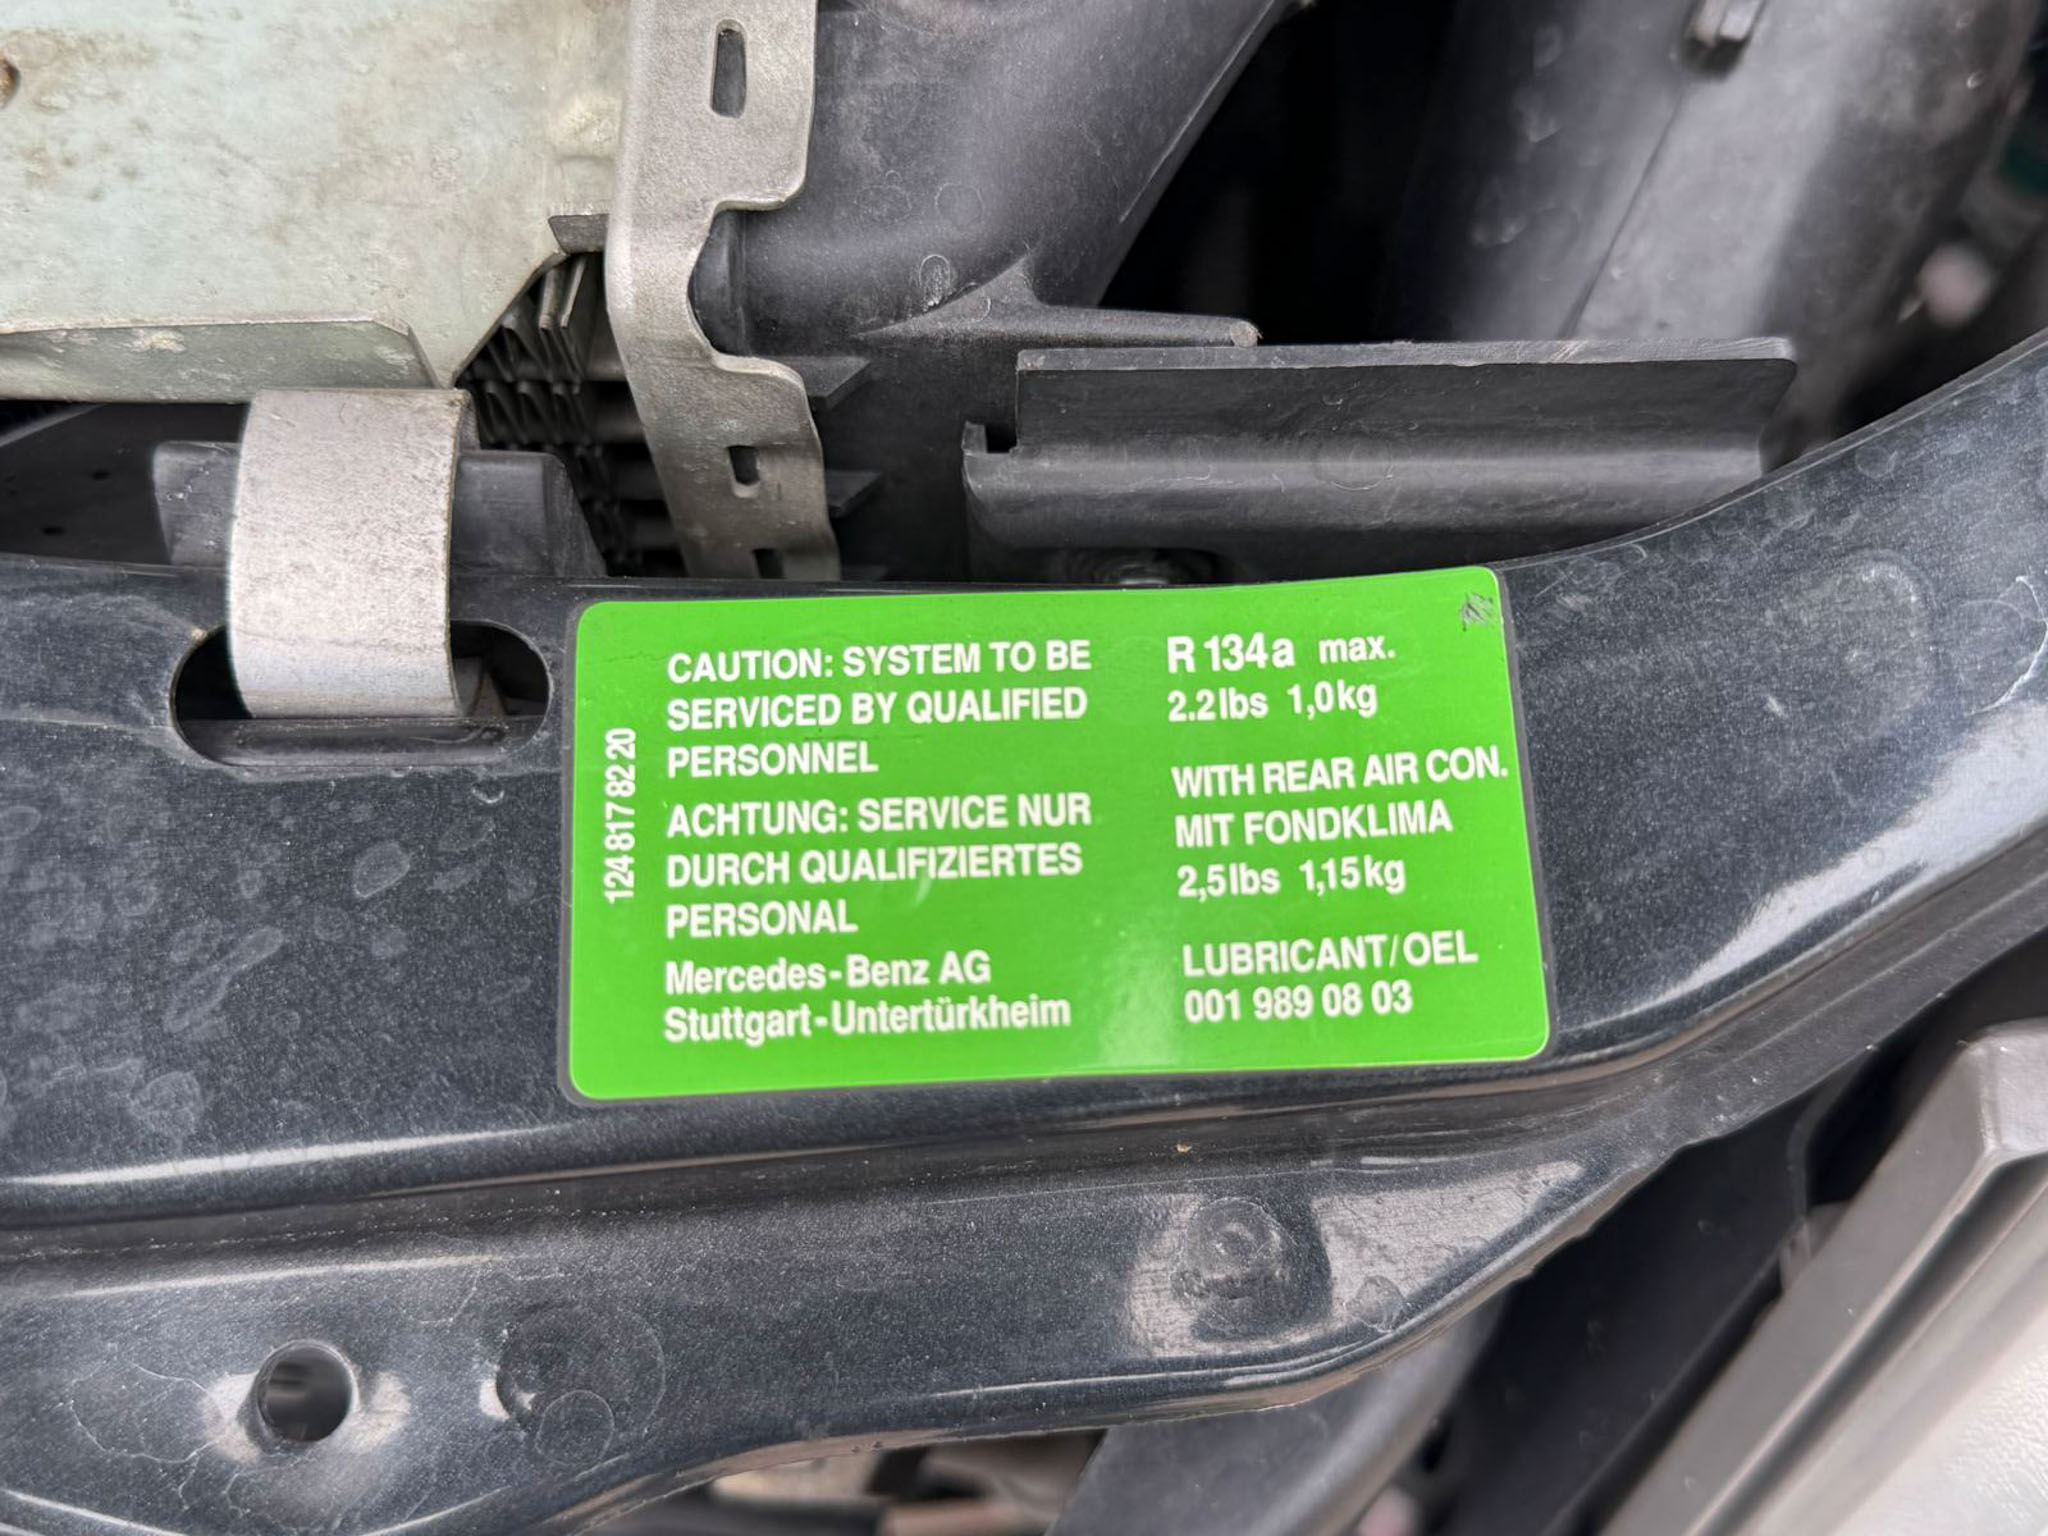 124 817 82 20
CAUTION: SYSTEM TO BE
SERVICED BY QUALIFIED
PERSONNEL
ACHTUNG: SERVICE NUR
DURCH QUALIFIZIERTES
PERSONAL
Mercedes-Benz AG
Stuttgart-Untertürkheim
R 134a max.
2.2lbs 1,0kg
WITH REAR AIR CON.
MIT FONDKLIMA
2,5lbs 1,15kg
LUBRICANT/OEL
001 989 08 03